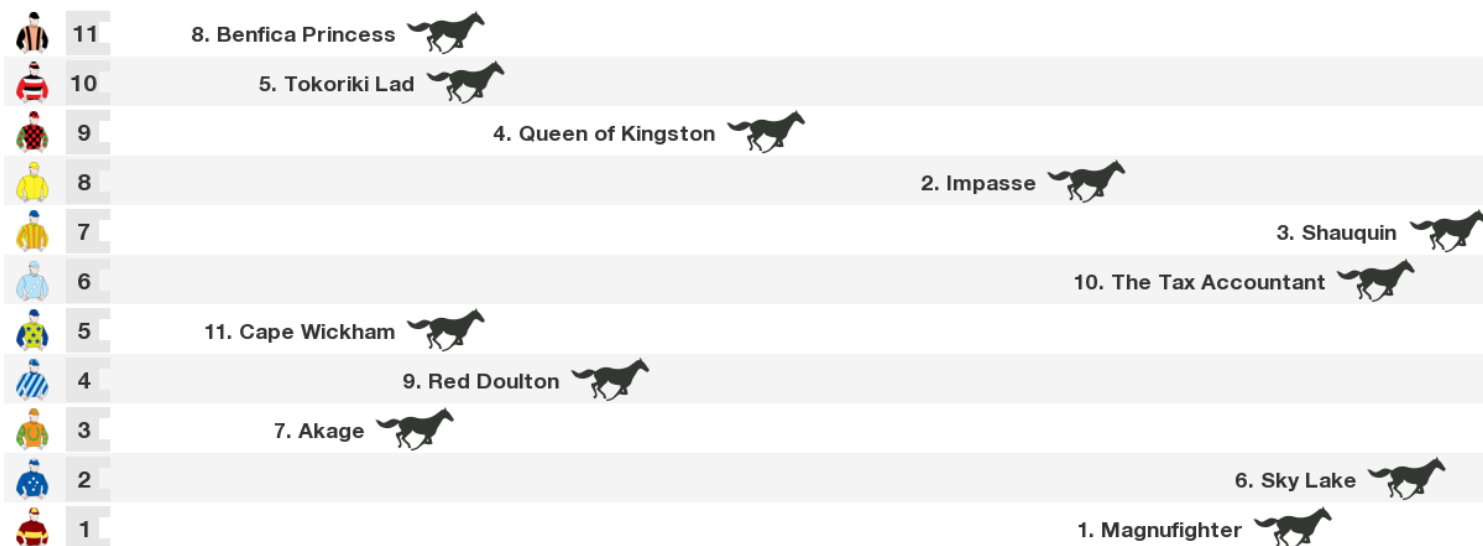 11 8. Benfica Princess
10 5. Tokoriki Lad
9 4. Queen of Kingston
8 2. Impasse
7 3. Shauquin
6 10. The Tax Accountant
5 11. Cape Wickham
4 9. Red Doulton
3 7. Akage
2 6. Sky Lake
1 1. Magnufighter